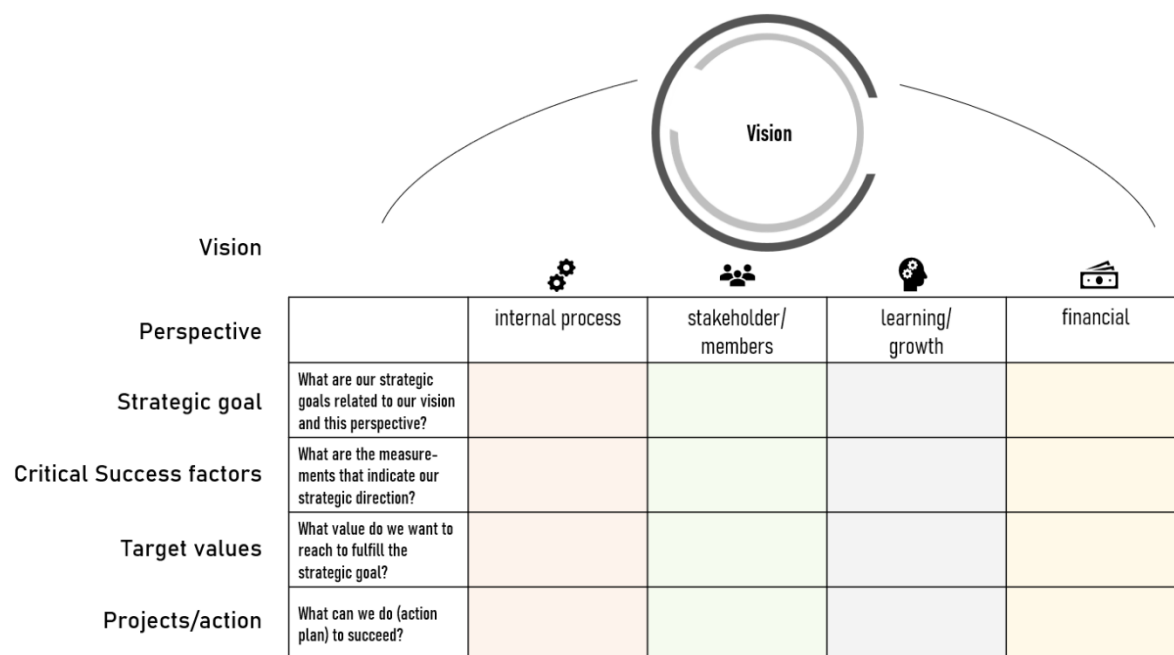 Vision
Vision
Perspective
internal process
stakeholder/
members
learning/
growth
financial
Strategic goal
What are our strategic
goals related to our vision
and this perspective?
Critical Success factors
What are the measure-
ments that indicate our
strategic direction?
Target values
What value do we want to
reach to fulfill the
strategic goal?
Projects/action
What can we do (action
plan) to succeed?